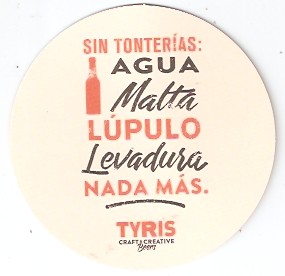 SIN TONTERÍAS:
AGUA
Malta
LÚPULO
Levadura
NADA MÁS.
TYRIS
CRAFT & CREATIVE
Beers